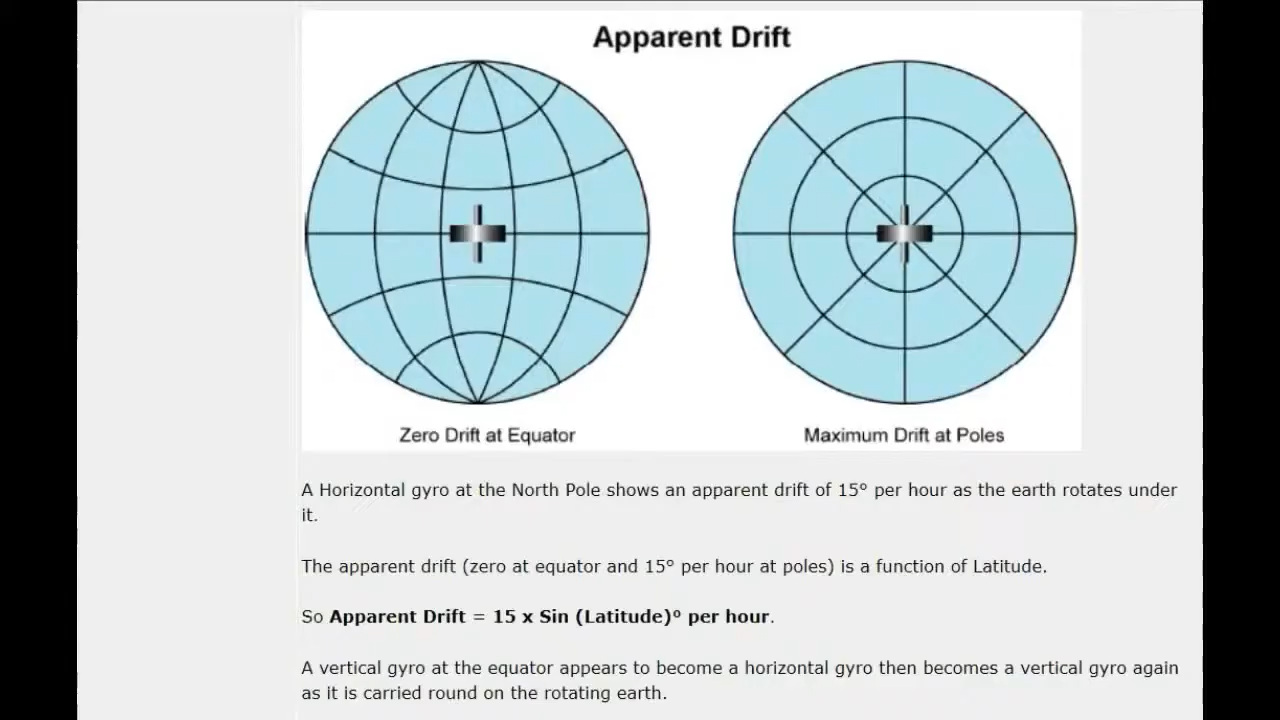 Apparent Drift
Zero Drift at Equator
Maximum Drift at Poles
A Horizontal gyro at the North Pole shows an apparent drift of 15° per hour as the earth rotates under
it.
The apparent drift (zero at equator and 15° per hour at poles) is a function of Latitude.
So Apparent Drift = 15 x Sin (Latitude)º per hour.
A vertical gyro at the equator appears to become a horizontal gyro then becomes a vertical gyro again
as it is carried round on the rotating earth.